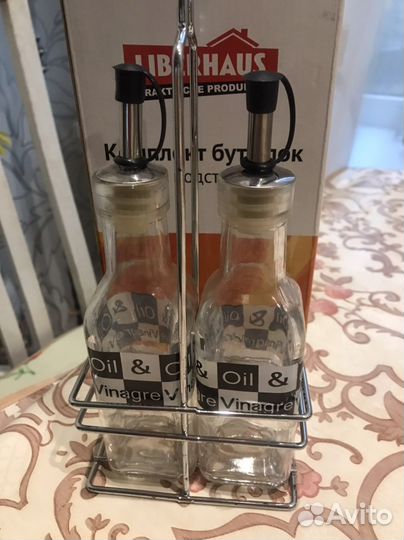 LIBERHAUS
Комплект бутылок
Oil &
Vinagre
Oil &
Vinagre
Avito